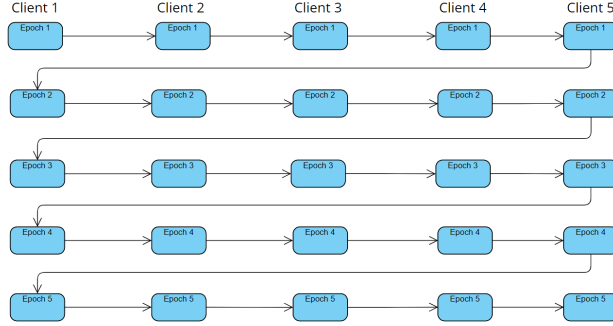 Client 1 Client 2 Client 3 Client 4 Client 5
Epoch 1 Epoch 1 Epoch 1 Epoch 1 Epoch 1
Epoch 2 Epoch 2 Epoch 2 Epoch 2 Epoch 2
Epoch 3 Epoch 3 Epoch 3 Epoch 3 Epoch 3
Epoch 4 Epoch 4 Epoch 4 Epoch 4 Epoch 4
Epoch 5 Epoch 5 Epoch 5 Epoch 5 Epoch 5